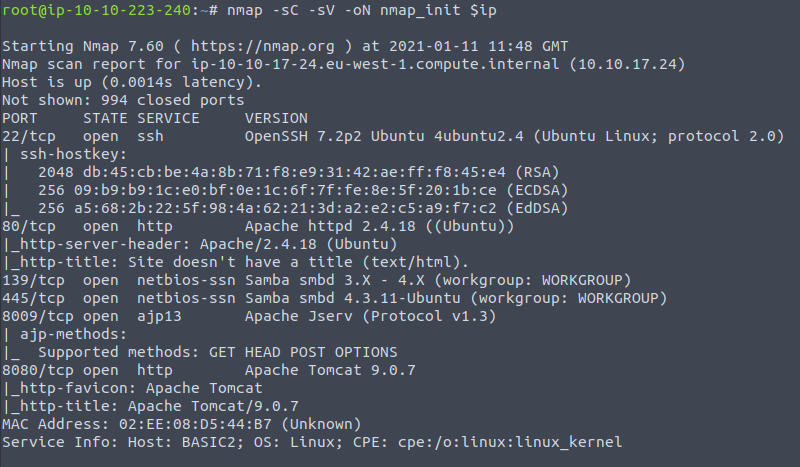 root@ip-10-10-223-240:~# nmap -sC -sV -oN nmap_init $ip

Starting Nmap 7.60 ( https://nmap.org ) at 2021-01-11 11:48 GMT
Nmap scan report for ip-10-10-17-24.eu-west-1.compute.internal (10.10.17.24)
Host is up (0.0014s latency).
Not shown: 994 closed ports
PORT     STATE SERVICE     VERSION
22/tcp   open  ssh         OpenSSH 7.2p2 Ubuntu 4ubuntu2.4 (Ubuntu Linux; protocol 2.0)
| ssh-hostkey:
|   2048 db:45:cb:be:4a:8b:71:f8:e9:31:42:ae:ff:f8:45:e4 (RSA)
|   256 09:b9:b9:1c:e0:bf:0e:1c:6f:7f:fe:8e:5f:20:1b:ce (ECDSA)
|_  256 a5:68:2b:22:5f:98:4a:62:21:3d:a2:e2:c5:a9:f7:c2 (EdDSA)
80/tcp   open  http        Apache httpd 2.4.18 ((Ubuntu))
|_http-server-header: Apache/2.4.18 (Ubuntu)
|_http-title: Site doesn't have a title (text/html).
139/tcp  open  netbios-ssn Samba smbd 3.X - 4.X (workgroup: WORKGROUP)
445/tcp  open  netbios-ssn Samba smbd 4.3.11-Ubuntu (workgroup: WORKGROUP)
8009/tcp open  ajp13       Apache Jserv (Protocol v1.3)
| ajp-methods:
|_  Supported methods: GET HEAD POST OPTIONS
8080/tcp open  http        Apache Tomcat 9.0.7
|_http-favicon: Apache Tomcat
|_http-title: Apache Tomcat/9.0.7
MAC Address: 02:EE:08:D5:44:B7 (Unknown)
Service Info: Host: BASIC2; OS: Linux; CPE: cpe:/o:linux:linux_kernel